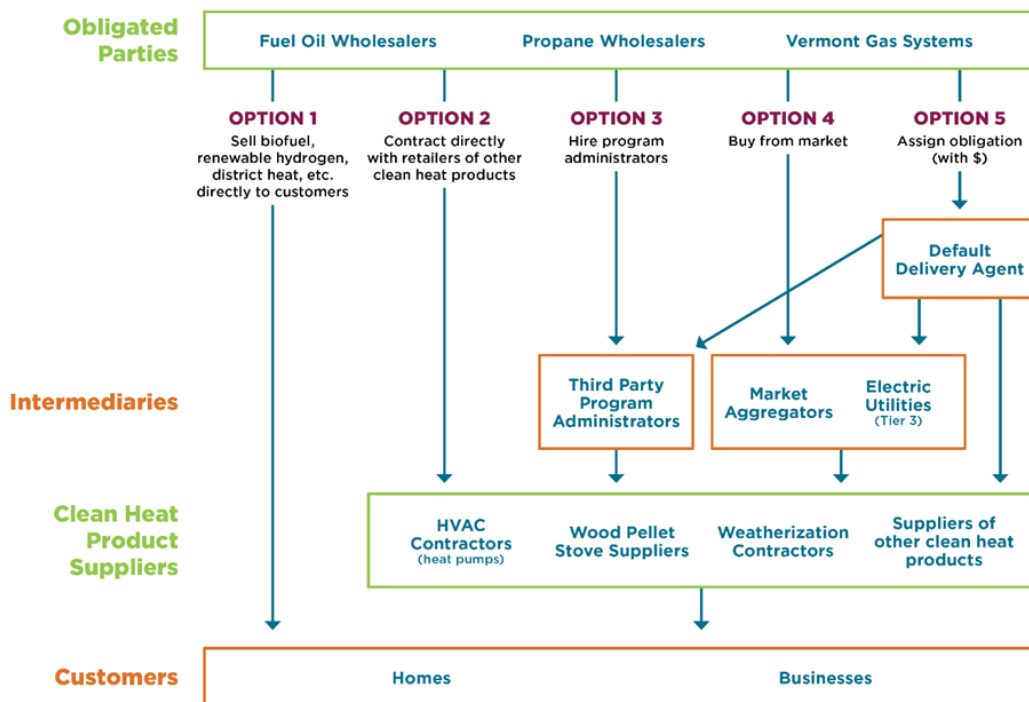 Obligated
Parties
Fuel Oil Wholesalers
Propane Wholesalers
Vermont Gas Systems
OPTION 1
Sell biofuel,
renewable hydrogen,
district heat, etc.
directly to customers
OPTION 2
Contract directly
with retailers of other
clean heat products
OPTION 3
Hire program
administrators
OPTION 4
Buy from market
OPTION 5
Assign obligation
(with $)
Default
Delivery Agent
Intermediaries
Third Party
Program
Administrators
Market
Aggregators
Electric
Utilities
(Tier 3)
Clean Heat
Product
Suppliers
HVAC
Contractors
(heat pumps)
Wood Pellet
Stove Suppliers
Weatherization
Contractors
Suppliers of
other clean heat
products
Customers
Homes
Businesses